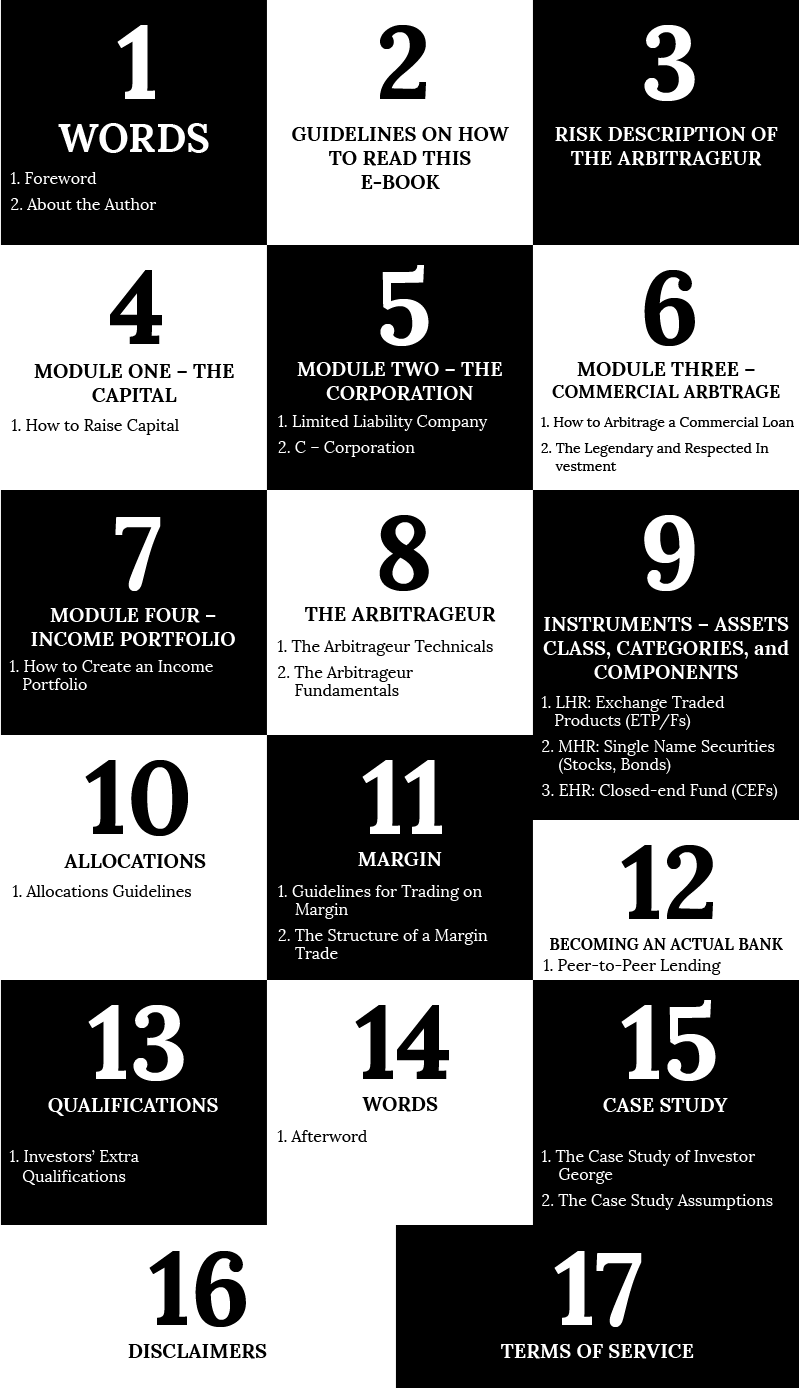 1
WORDS
1. Foreword
2. About the Author
2
GUIDELINES ON HOW
TO READ THIS
E-BOOK
3
RISK DESCRIPTION OF
THE ARBITRAGEUR
4
MODULE ONE – THE
CAPITAL
1. How to Raise Capital
5
MODULE TWO – THE
CORPORATION
1. Limited Liability Company
2. C – Corporation
6
MODULE THREE –
COMMERCIAL ARBTRAGE
1. How to Arbitrage a Commercial Loan
2. The Legendary and Respected In
vestment
7
MODULE FOUR –
INCOME PORTFOLIO
1. How to Create an Income
Portfolio
8
THE ARBITRAGEUR
1. The Arbitrageur Technicals
2. The Arbitrageur
Fundamentals
9
INSTRUMENTS – ASSETS
CLASS, CATEGORIES, and
COMPONENTS
1. LHR: Exchange Traded
Products (ETP/Fs)
2. MHR: Single Name Securities
(Stocks, Bonds)
3. EHR: Closed-end Fund (CEFs)
10
ALLOCATIONS
1. Allocations Guidelines
11
MARGIN
1. Guidelines for Trading on
Margin
2. The Structure of a Margin
Trade
12
BECOMING AN ACTUAL BANK
1. Peer-to-Peer Lending
13
QUALIFICATIONS
1. Investors’ Extra
Qualifications
14
WORDS
1. Afterword
15
CASE STUDY
1. The Case Study of Investor
George
2. The Case Study Assumptions
16
DISCLAIMERS
17
TERMS OF SERVICE